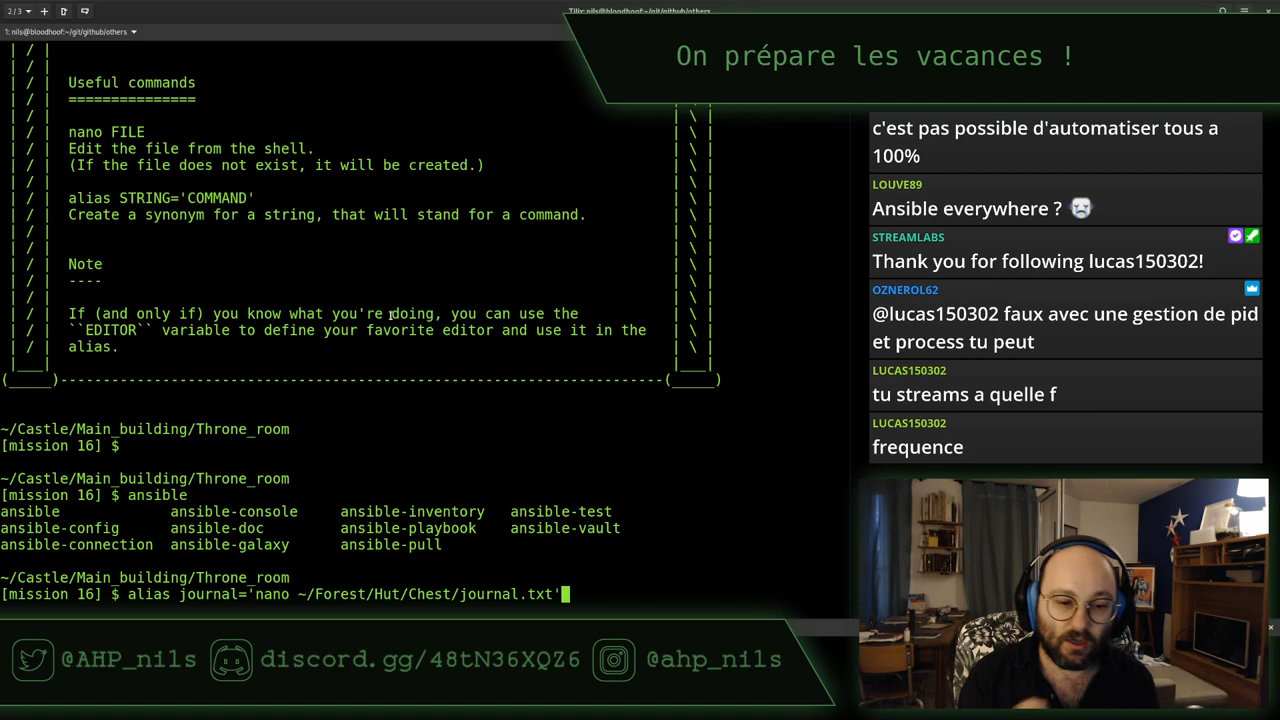 2 / 3
Tilix: nils@bloodhoof:~/git/github/others
1: nils@bloodhoof:~/git/github/others
On prépare les vacances !
Useful commands
===============
nano FILE
Edit the file from the shell.
(If the file does not exist, it will be created.)
alias STRING='COMMAND'
Create a synonym for a string, that will stand for a command.
Note
----
If (and only if) you know what you're doing, you can use the
``EDITOR`` variable to define your favorite editor and use it in the
alias.
~/Castle/Main_building/Throne_room
[mission 16] $
~/Castle/Main_building/Throne_room
[mission 16] $ ansible
ansible ansible-console ansible-inventory ansible-test
ansible-config ansible-doc ansible-playbook ansible-vault
ansible-connection ansible-galaxy ansible-pull
~/Castle/Main_building/Throne_room
[mission 16] $ alias journal='nano ~/Forest/Hut/Chest/journal.txt'
c'est pas possible d'automatiser tous a
100%
LOUVE89
Ansible everywhere ?
STREAMLABS
Thank you for following lucas150302!
OZNEROL62
@lucas150302 faux avec une gestion de pid
et process tu peut
LUCAS150302
tu streams a quelle f
LUCAS150302
frequence
@AHP_nils
discord.gg/48tN36XQZ6
@ahp_nils